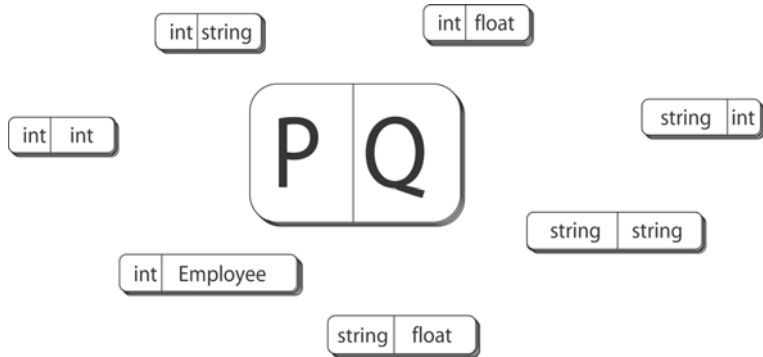 int string
int float
int int
P Q
string int
string string
int Employee
string float